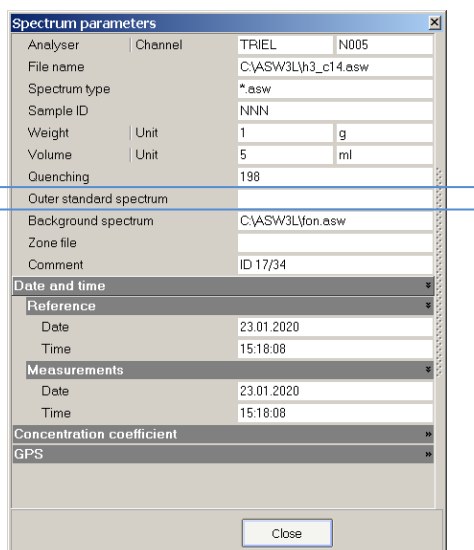 Spectrum parameters
Analyser Channel TRIEL N005
File name C:\ASW3L\h3_c14.asw
Spectrum type *.asw
Sample ID NNN
Weight Unit 1 g
Volume Unit 5 ml
Quenching 198
Outer standard spectrum
Background spectrum C:\ASW3L\fon.asw
Zone file
Comment ID 17/34
Date and time
Reference
Date 23.01.2020
Time 15:18:08
Measurements
Date 23.01.2020
Time 15:18:08
Concentration coefficient
GPS
Close